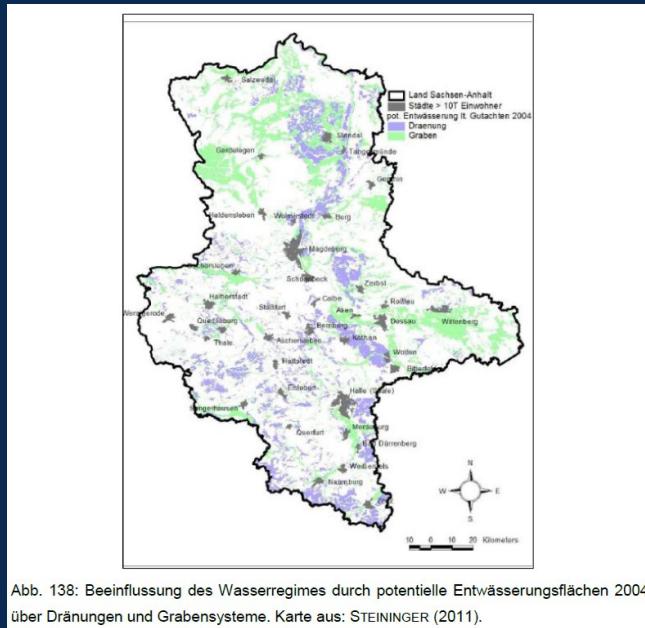 Land Sachsen-Anhalt
Städte > 10T Einwohner
pot. Entwässerung lt. Gutachten 2004
Draenung
Graben
Salzwedel
Stendal
Tangermünde
Gardelegen
Genthin
Haldensleben
Wolmirstedt
Burg
Magdeburg
Schönebeck
Zerbst
Halberstadt
Calbe
Roßlau
Wernigerode
Staßfurt
Aken
Quedlinburg
Bernburg
Dessau
Wittenberg
Thale
Aschersleben
Köthen
Hettstedt
Wolfen
Bitterfeld
Eisleben
Halle (Saale)
Sangerhausen
Merseburg
Querfurt
Bad Dürrenberg
Weißenfels
Naumburg
N
W
E
S
10 0 10 20 Kilometers
Abb. 138: Beeinflussung des Wasserregimes durch potentielle Entwässerungsflächen 2004
über Dränungen und Grabensysteme. Karte aus: STEININGER (2011).